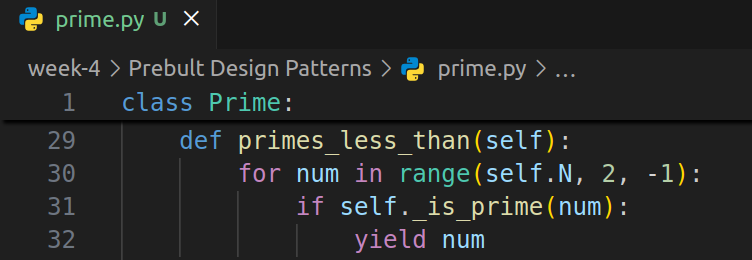 prime.py U ×
week-4 > Prebult Design Patterns > prime.py > ...
1 class Prime:
29 def primes_less_than(self):
30 for num in range(self.N, 2, -1):
31 if self._is_prime(num):
32 yield num